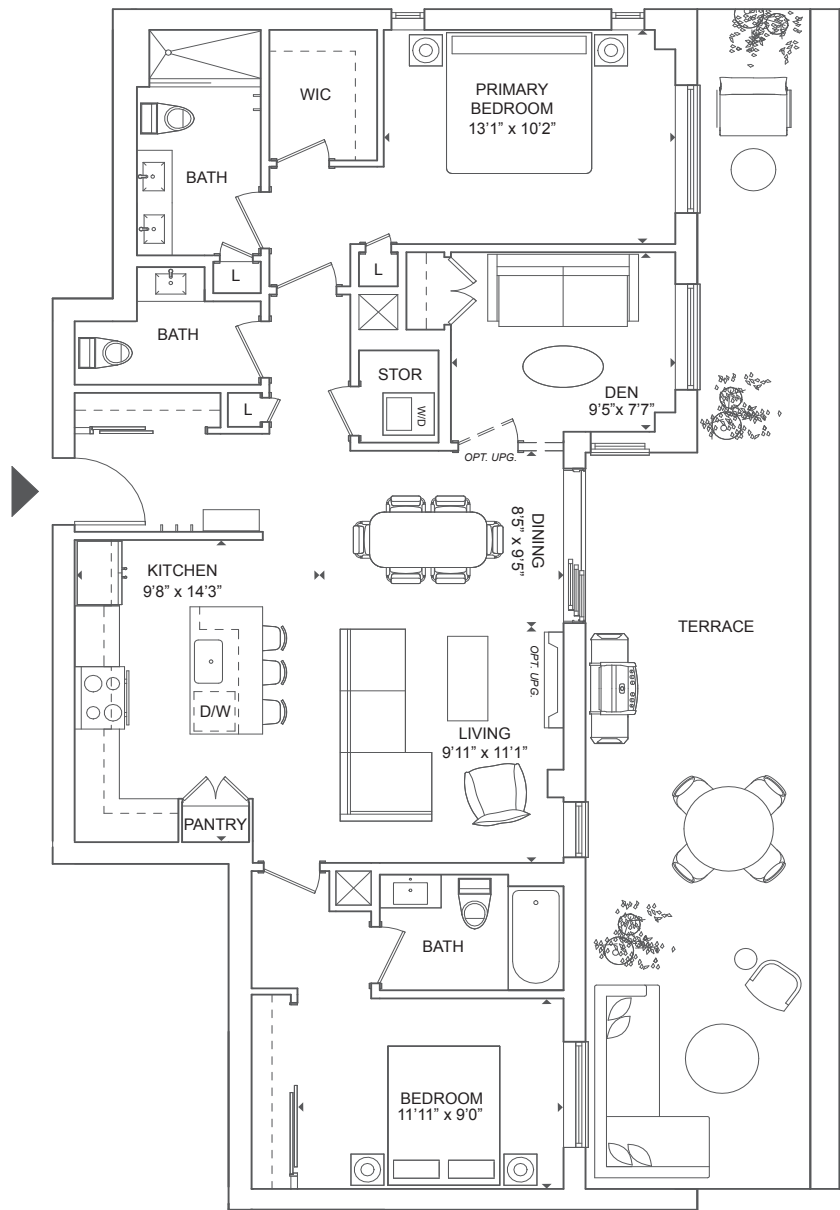 WIC
PRIMARY
BEDROOM
13'1" x 10'2"
BATH
L
L
BATH
STOR
W/D
DEN
9'5"x 7'7"
L
OPT. UPG.
DINING
8'5" x 9'5"
KITCHEN
9'8" x 14'3"
TERRACE
OPT. UPG.
D/W
LIVING
9'11" x 11'1"
PANTRY
BATH
BEDROOM
11'11" x 9'0"